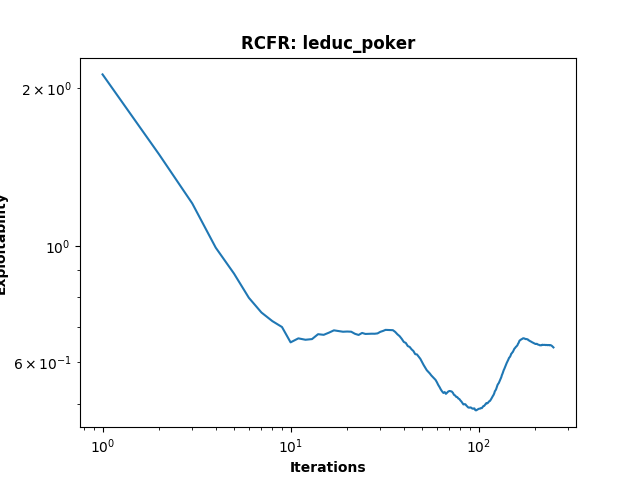 RCFR: leduc_poker
2 × 10⁰
10⁰
6 × 10⁻¹
Exploitability
10⁰ 10¹ 10²
Iterations